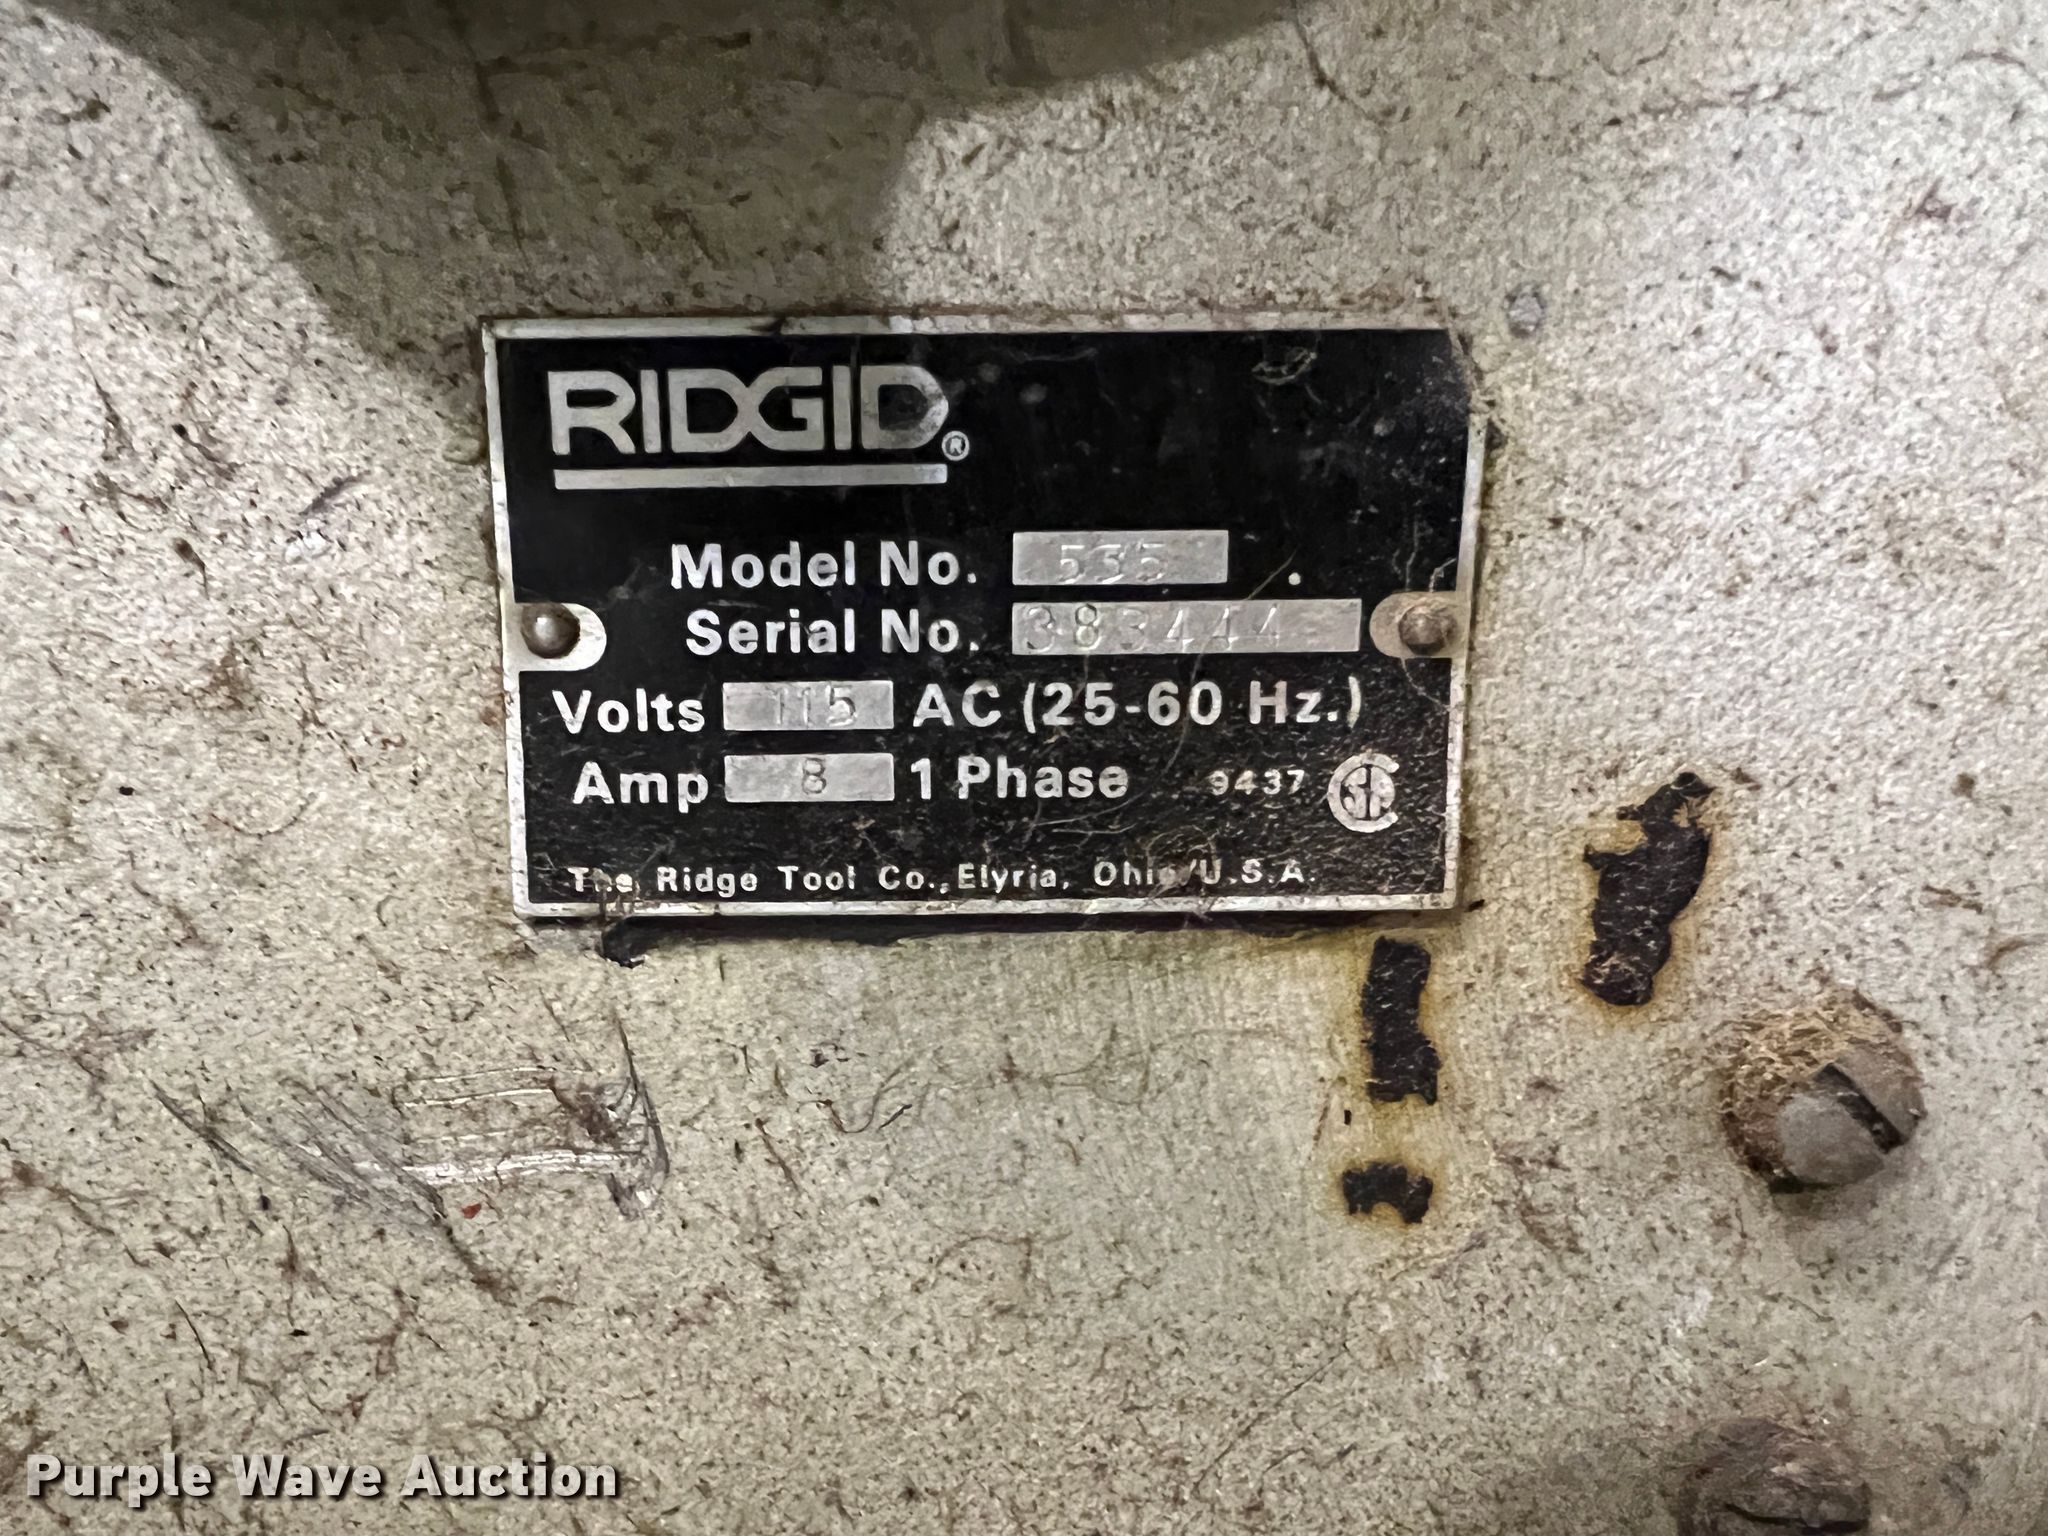 RIDGID®
Model No. 535
Serial No. 383444
Volts 115 AC (25-60 Hz.)
Amp 8 1 Phase 9437 SA
The Ridge Tool Co., Elyria, Ohio/U.S.A.
Purple Wave Auction